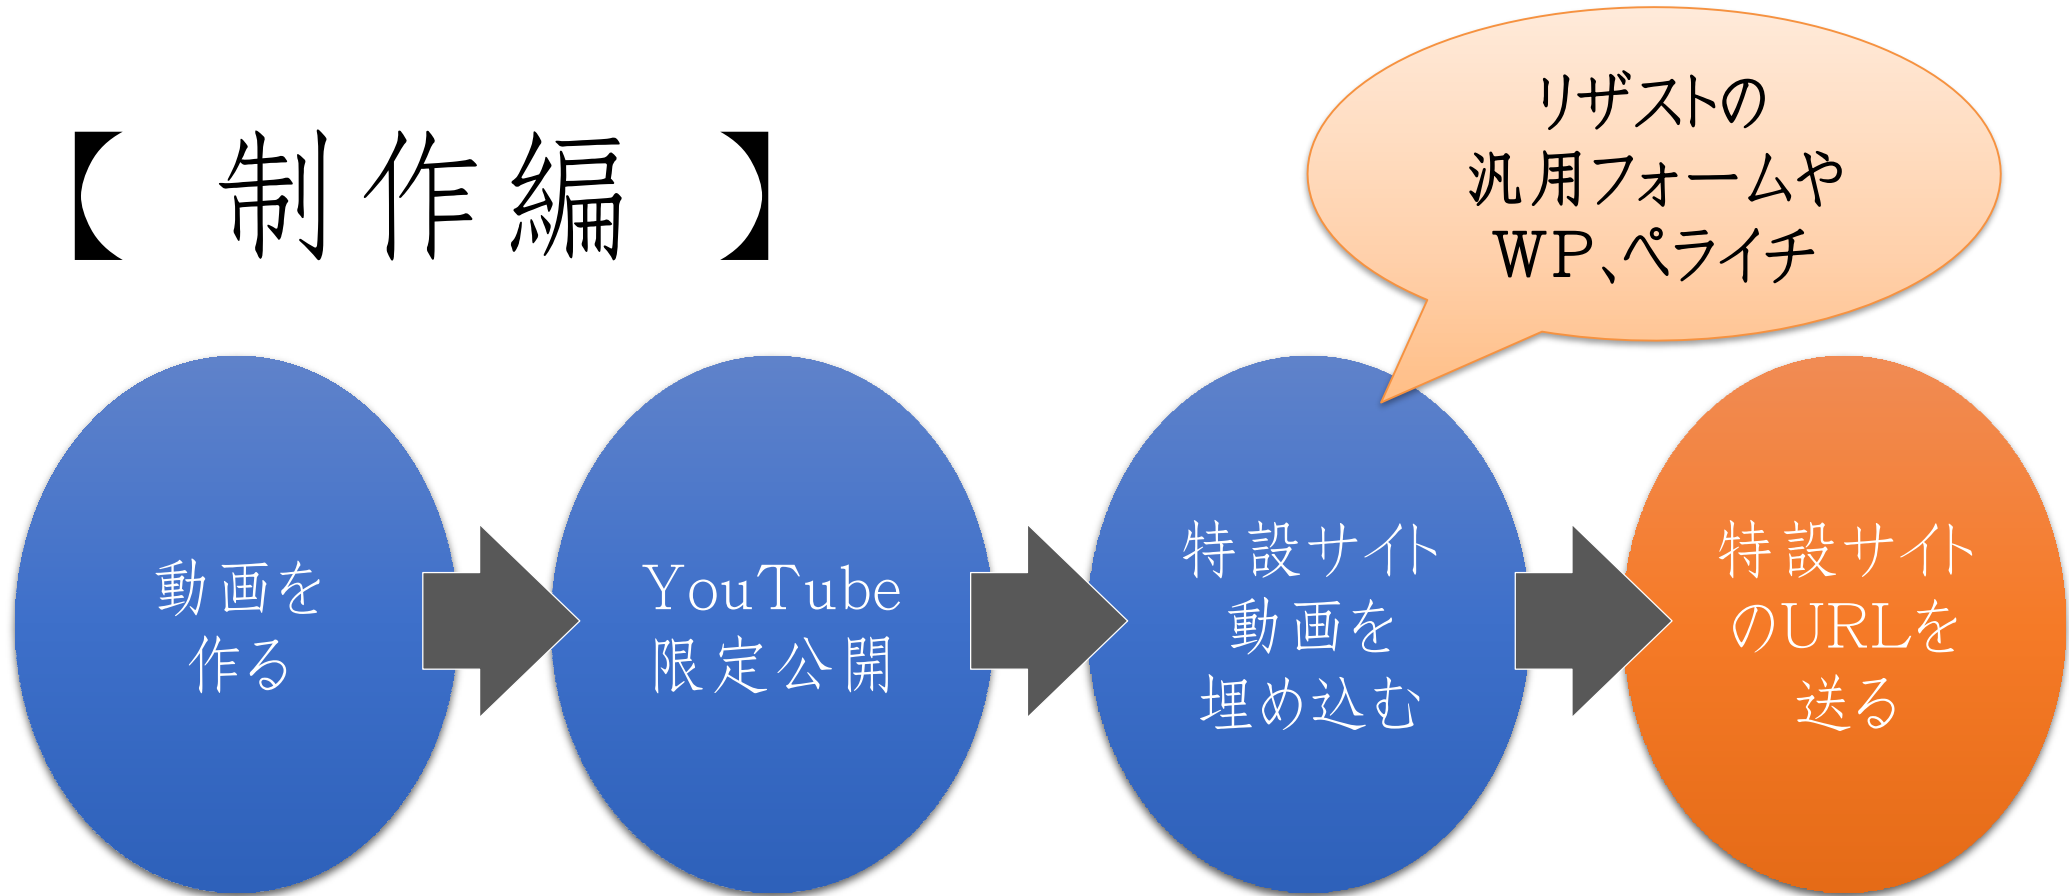 【 制作編 】
リザストの
汎用フォームや
WP、ペライチ
動画を
作る
YouTube
限定公開
特設サイト
動画を
埋め込む
特設サイト
のURLを
送る